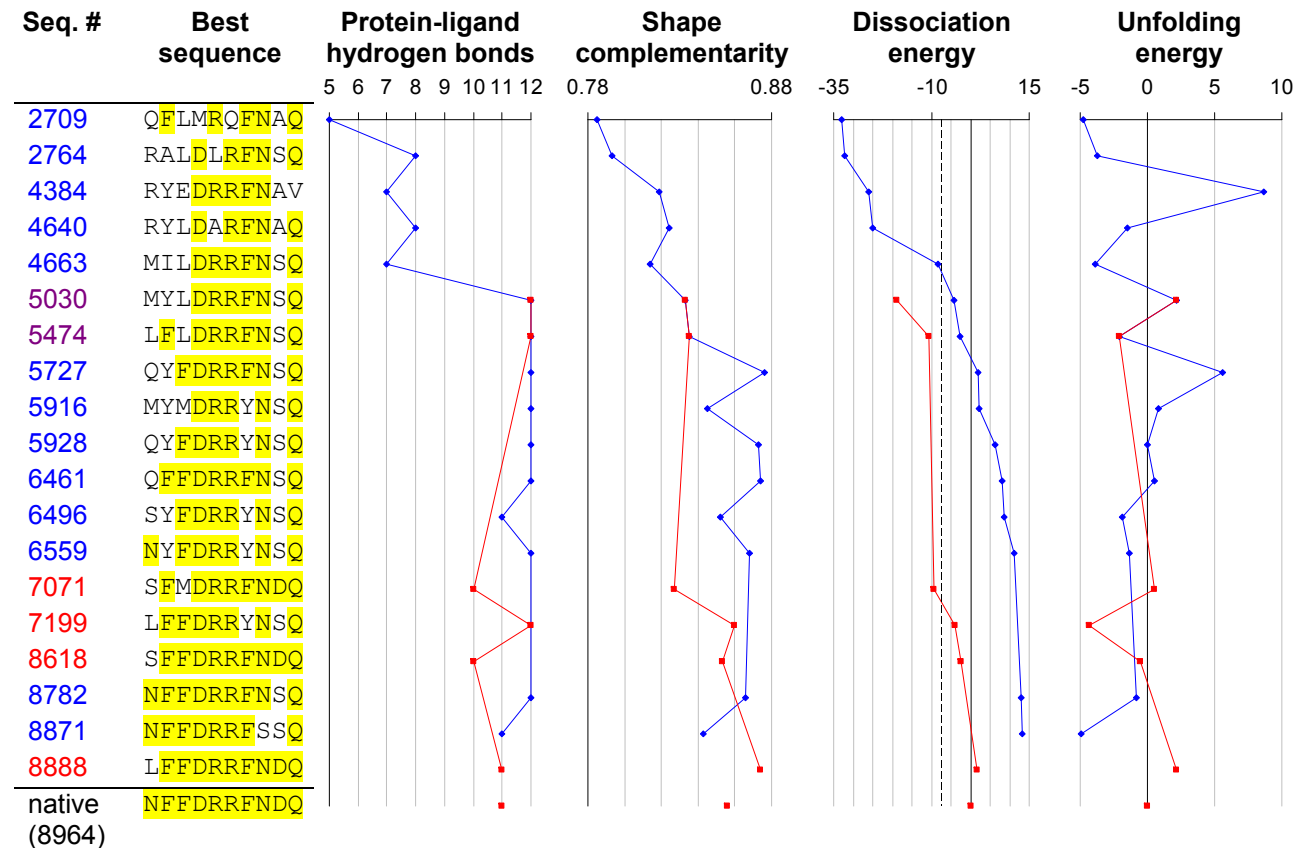 Seq. # Best sequence Protein-ligand hydrogen bonds Shape complementarity Dissociation energy Unfolding energy
5 6 7 8 9 10 11 12 0.78 0.88 -35 -10 15 -5 0 5 10
2709 QFLMRQFNAQ
2764 RALDLRFNSQ
4384 RYEDRRFNAV
4640 RYLDARFNAQ
4663 MILDRRFNSQ
5030 MYLDRRFNSQ
5474 LFLDRRFNSQ
5727 QYFDRRFNSQ
5916 MYMDRRYNSQ
5928 QYFDRRYNSQ
6461 QFFDRRFNSQ
6496 SYFDRRYNSQ
6559 NYFDRRYNSQ
7071 SFMDRRFNDQ
7199 LFFDRRYNSQ
8618 SFFDRRFNDQ
8782 NFFDRRFNSQ
8871 NFFDRRFSSQ
8888 LFFDRRFNDQ
native NFFDRRFNDQ
(8964)